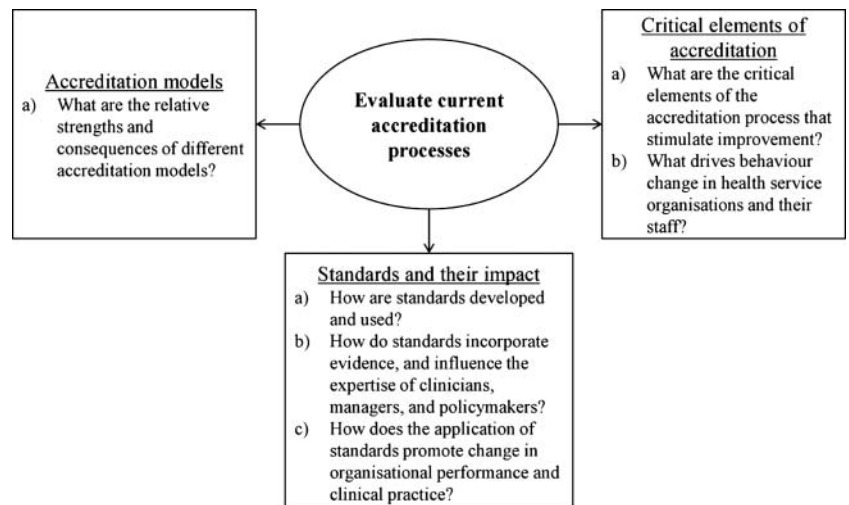 Accreditation models
a) What are the relative
strengths and
consequences of different
accreditation models?
Evaluate current
accreditation
processes
Critical elements of
accreditation
a) What are the critical
elements of the
accreditation process that
stimulate improvement?
b) What drives behaviour
change in health service
organisations and their
staff?
Standards and their impact
a) How are standards developed
and used?
b) How do standards incorporate
evidence, and influence the
expertise of clinicians,
managers, and policymakers?
c) How does the application of
standards promote change in
organisational performance and
clinical practice?